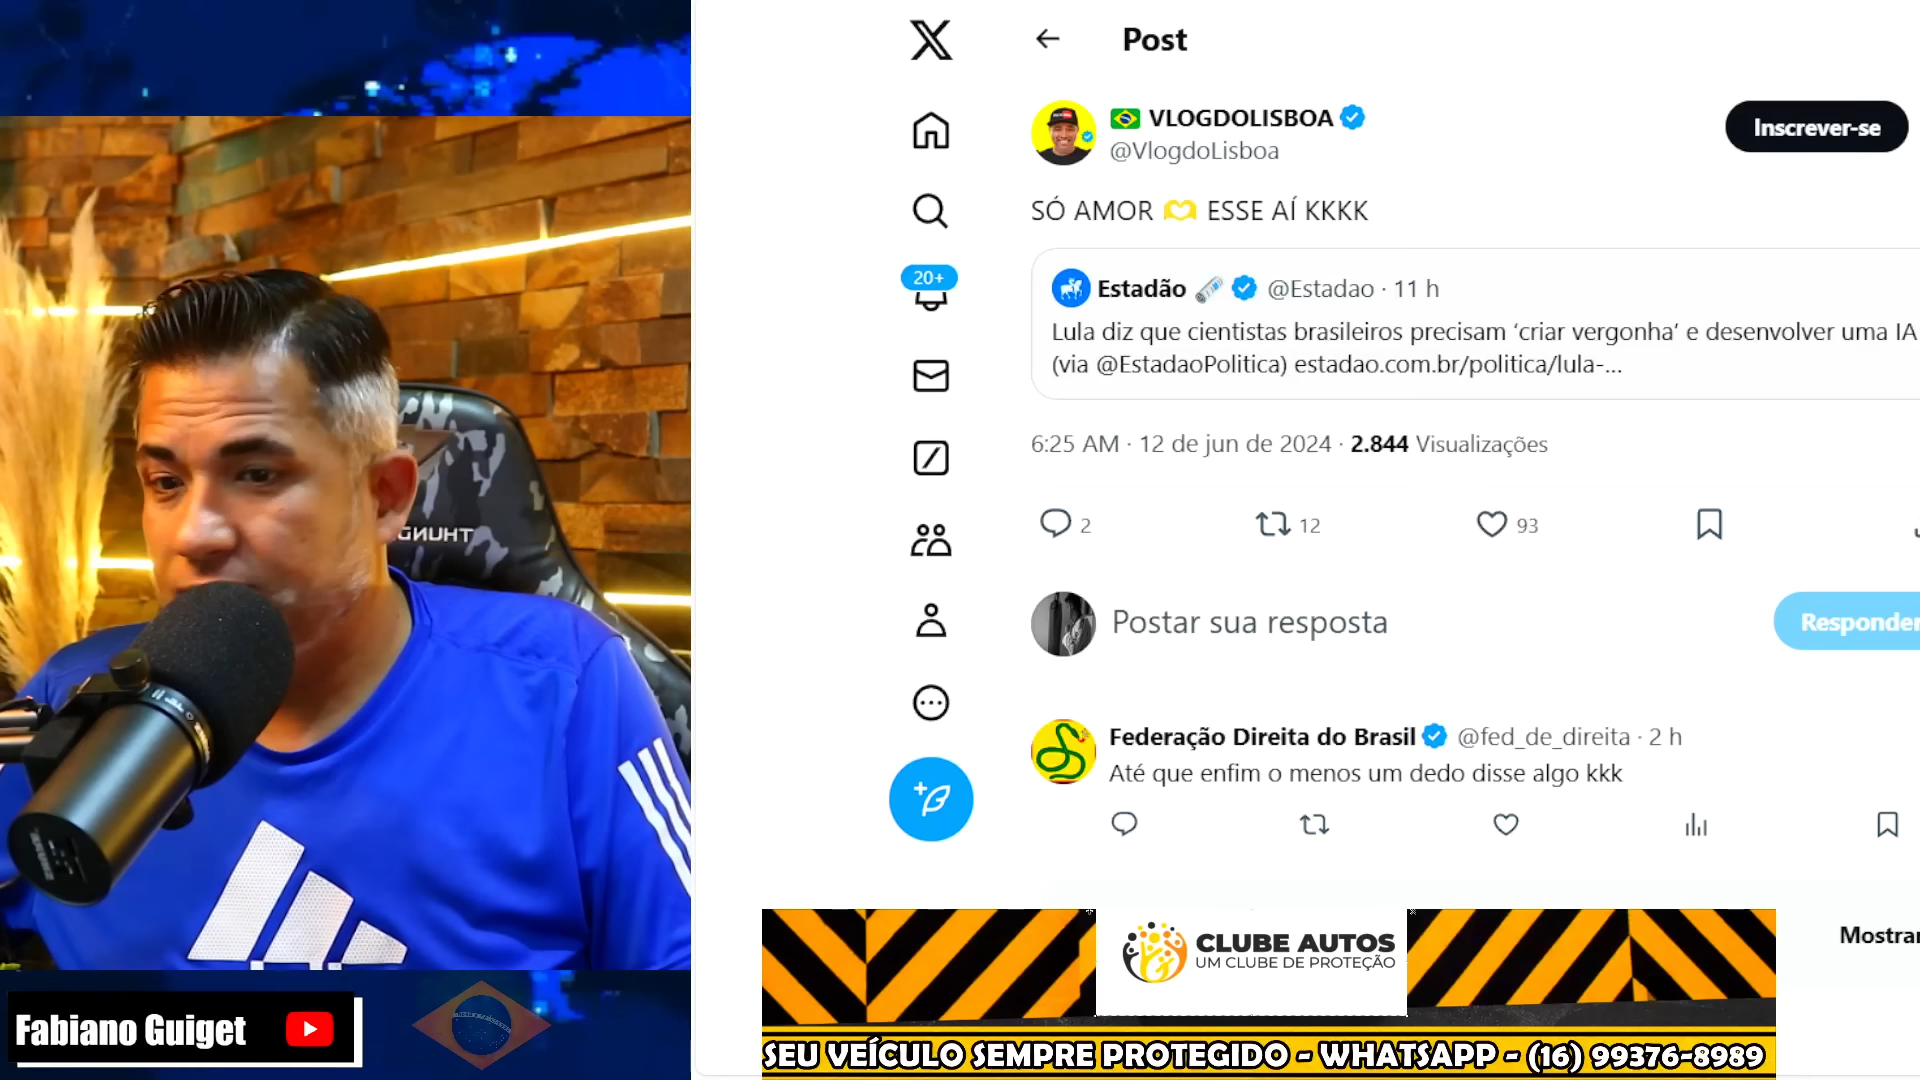 Post
VLOGDOLISBOA
@VlogdoLisboa
Inscrever-se
SÓ AMOR 🫶 ESSE AÍ KKKK
20+
Estadão 🗞️ @Estadao · 11 h
Lula diz que cientistas brasileiros precisam ‘criar vergonha’ e desenvolver uma IA
(via @EstadaoPolitica) estadao.com.br/politica/lula-...
6:25 AM · 12 de jun de 2024 · 2.844 Visualizações
2 12 93
Postar sua resposta
Responder
Federação Direita do Brasil @fed_de_direita · 2 h
Até que enfim o menos um dedo disse algo kkk
Mostrar
CLUBE AUTOS
UM CLUBE DE PROTEÇÃO
SEU VEÍCULO SEMPRE PROTEGIDO - WHATSAPP - (16) 99376-8989
Fabiano Guiget